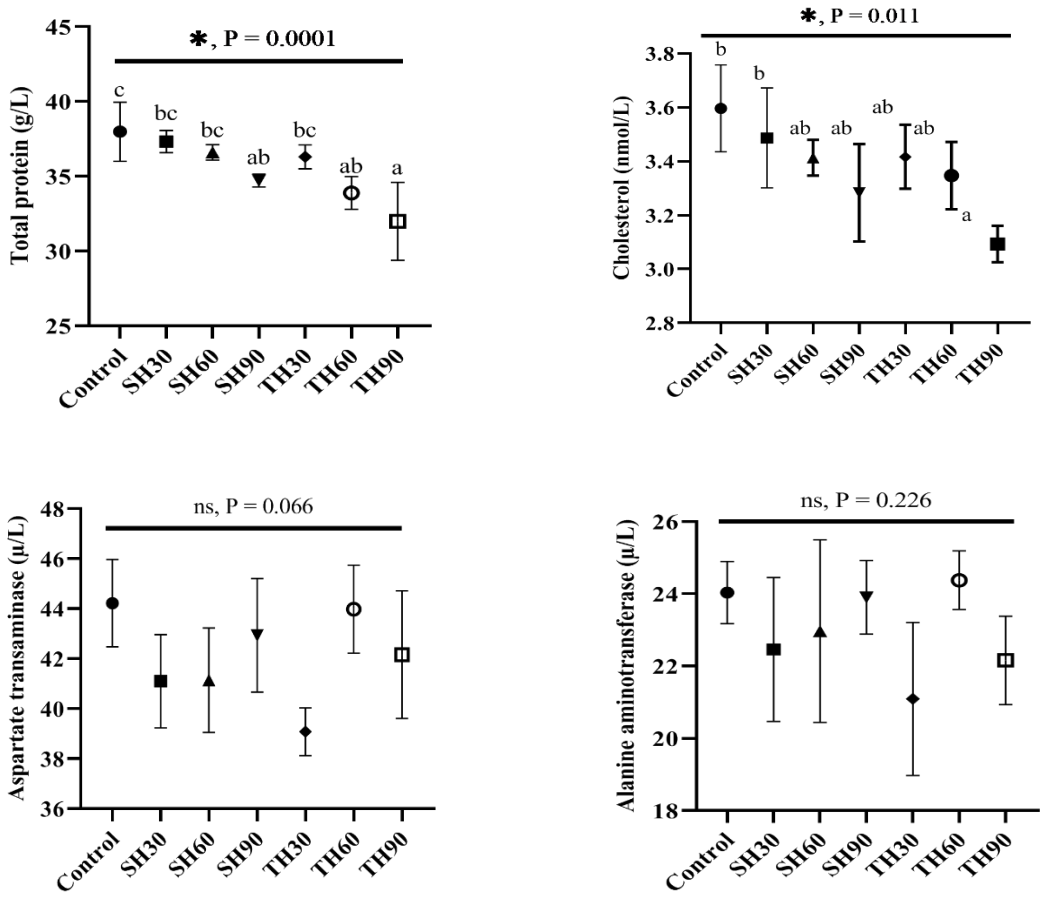 ✱, P = 0.0001
Total protein (g/L)
45
40
35
30
25
c
bc
bc
ab
bc
ab
a
Control
SH30
SH60
SH90
TH30
TH60
TH90
✱, P = 0.011
Cholesterol (nmol/L)
3.8
3.6
3.4
3.2
3.0
2.8
b
b
ab
ab
ab
ab
a
Control
SH30
SH60
SH90
TH30
TH60
TH90
ns, P = 0.066
Aspartate transaminase (µ/L)
48
46
44
42
40
38
36
Control
SH30
SH60
SH90
TH30
TH60
TH90
ns, P = 0.226
Alanine aminotransferase (µ/L)
26
24
22
20
18
Control
SH30
SH60
SH90
TH30
TH60
TH90